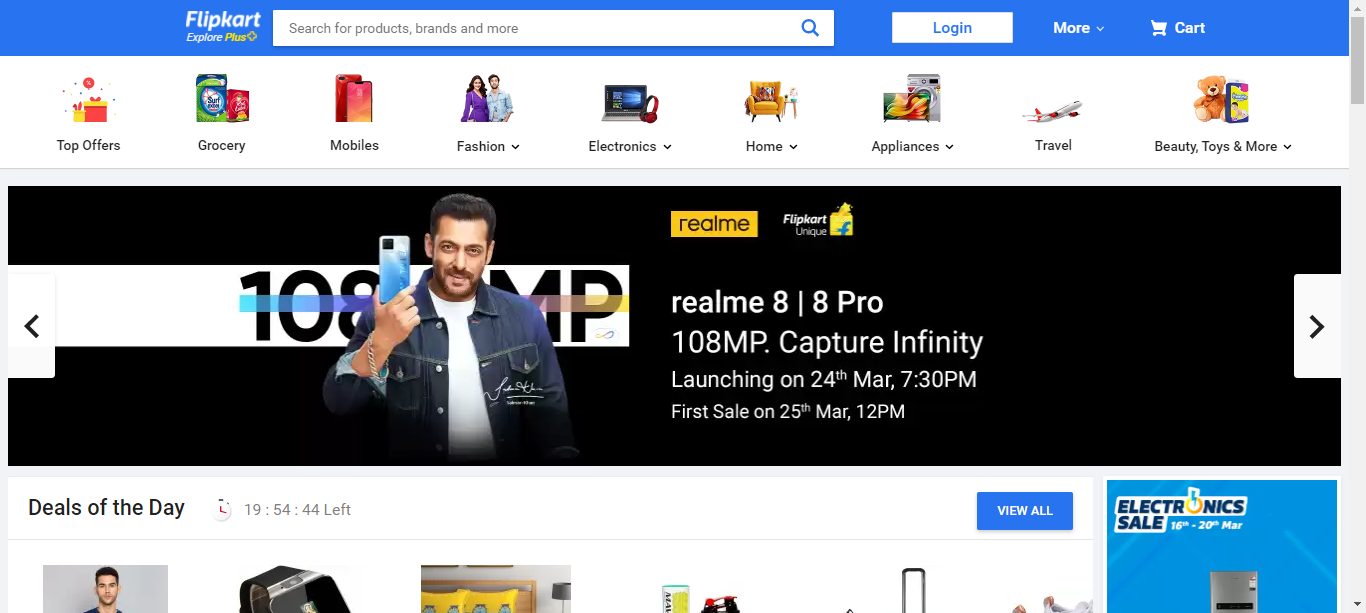 Flipkart
Explore Plus
Search for products, brands and more
Login
More
Cart
Top Offers
Grocery
Mobiles
Fashion
Electronics
Home
Appliances
Travel
Beauty, Toys & More
realme
Flipkart
Unique
108MP
realme 8 | 8 Pro
108MP. Capture Infinity
Launching on 24th Mar, 7:30PM
First Sale on 25th Mar, 12PM
Salman Khan
Deals of the Day
19 : 54 : 44 Left
VIEW ALL
ELECTRONICS
SALE 16th - 20th Mar